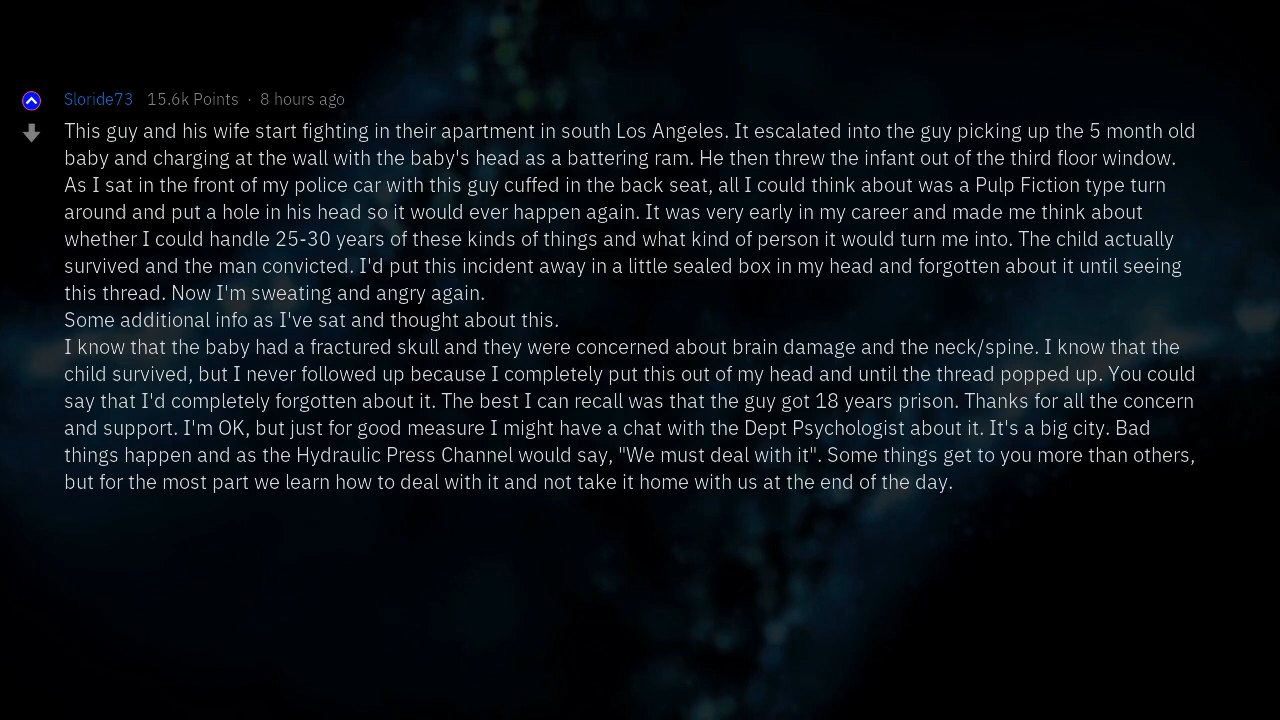 Sloride73 15.6k Points · 8 hours ago
This guy and his wife start fighting in their apartment in south Los Angeles. It escalated into the guy picking up the 5 month old
baby and charging at the wall with the baby's head as a battering ram. He then threw the infant out of the third floor window.
As I sat in the front of my police car with this guy cuffed in the back seat, all I could think about was a Pulp Fiction type turn
around and put a hole in his head so it would ever happen again. It was very early in my career and made me think about
whether I could handle 25-30 years of these kinds of things and what kind of person it would turn me into. The child actually
survived and the man convicted. I'd put this incident away in a little sealed box in my head and forgotten about it until seeing
this thread. Now I'm sweating and angry again.
Some additional info as I've sat and thought about this.
I know that the baby had a fractured skull and they were concerned about brain damage and the neck/spine. I know that the
child survived, but I never followed up because I completely put this out of my head and until the thread popped up. You could
say that I'd completely forgotten about it. The best I can recall was that the guy got 18 years prison. Thanks for all the concern
and support. I'm OK, but just for good measure I might have a chat with the Dept Psychologist about it. It's a big city. Bad
things happen and as the Hydraulic Press Channel would say, "We must deal with it". Some things get to you more than others,
but for the most part we learn how to deal with it and not take it home with us at the end of the day.